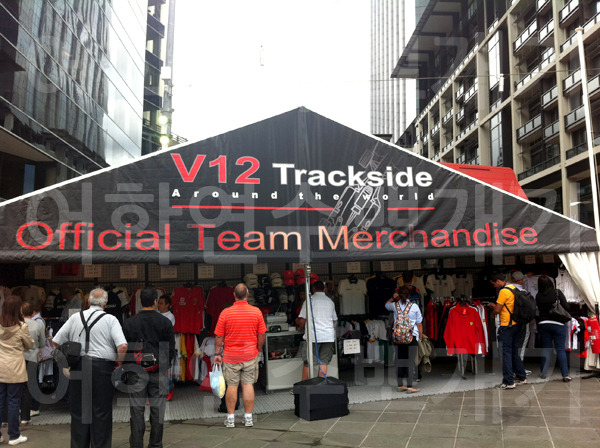 V12 Trackside
Around the world
Official Team Merchandise